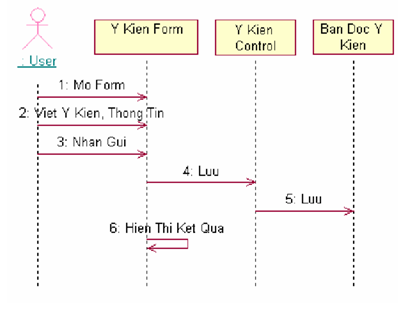 Y Kien Form
Y Kien
Control
Ban Doc Y
Kien
: User
1: Mo Form
2: Viet Y Kien, Thong Tin
3: Nhan Gui
4: Luu
5: Luu
6: Hien Thi Ket Qua